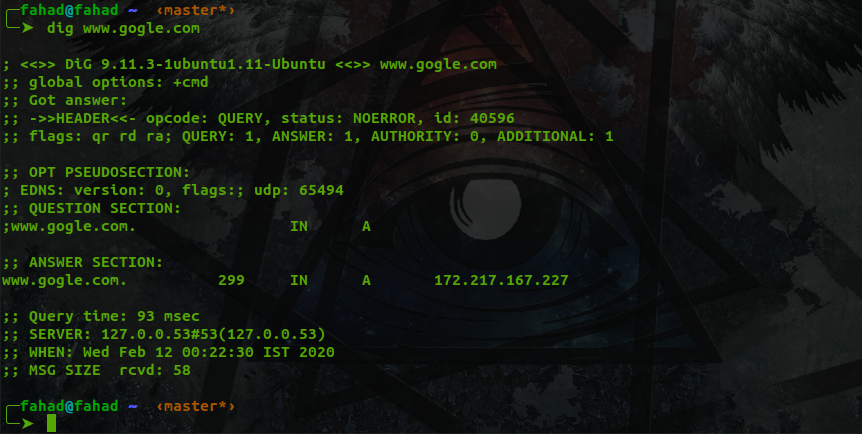 fahad@fahad ~ ‹master*›
➤ dig www.gogle.com
; <<>> DiG 9.11.3-1ubuntu1.11-Ubuntu <<>> www.gogle.com
;; global options: +cmd
;; Got answer:
;; ->>HEADER<<- opcode: QUERY, status: NOERROR, id: 40596
;; flags: qr rd ra; QUERY: 1, ANSWER: 1, AUTHORITY: 0, ADDITIONAL: 1
;; OPT PSEUDOSECTION:
; EDNS: version: 0, flags:; udp: 65494
;; QUESTION SECTION:
;www.gogle.com. IN A
;; ANSWER SECTION:
www.gogle.com. 299 IN A 172.217.167.227
;; Query time: 93 msec
;; SERVER: 127.0.0.53#53(127.0.0.53)
;; WHEN: Wed Feb 12 00:22:30 IST 2020
;; MSG SIZE rcvd: 58
fahad@fahad ~ ‹master*›
➤